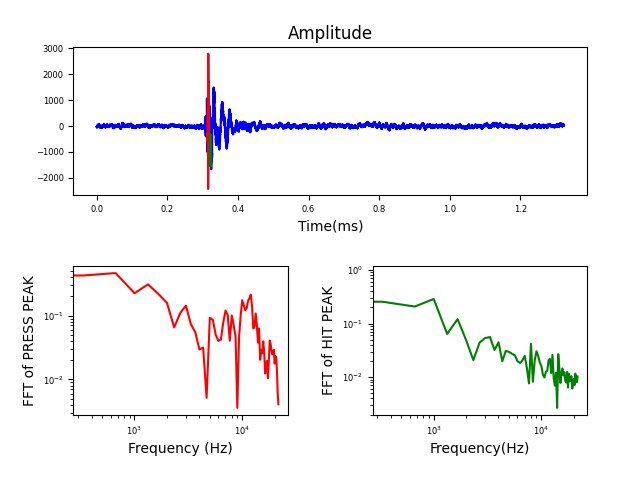 Amplitude
3000
2000
1000
0
−1000
−2000
0.0 0.2 0.4 0.6 0.8 1.0 1.2
Time(ms)
FFT of PRESS PEAK
10⁻¹
10⁻²
10³ 10⁴
Frequency (Hz)
FFT of HIT PEAK
10⁰
10⁻¹
10⁻²
10³ 10⁴
Frequency(Hz)